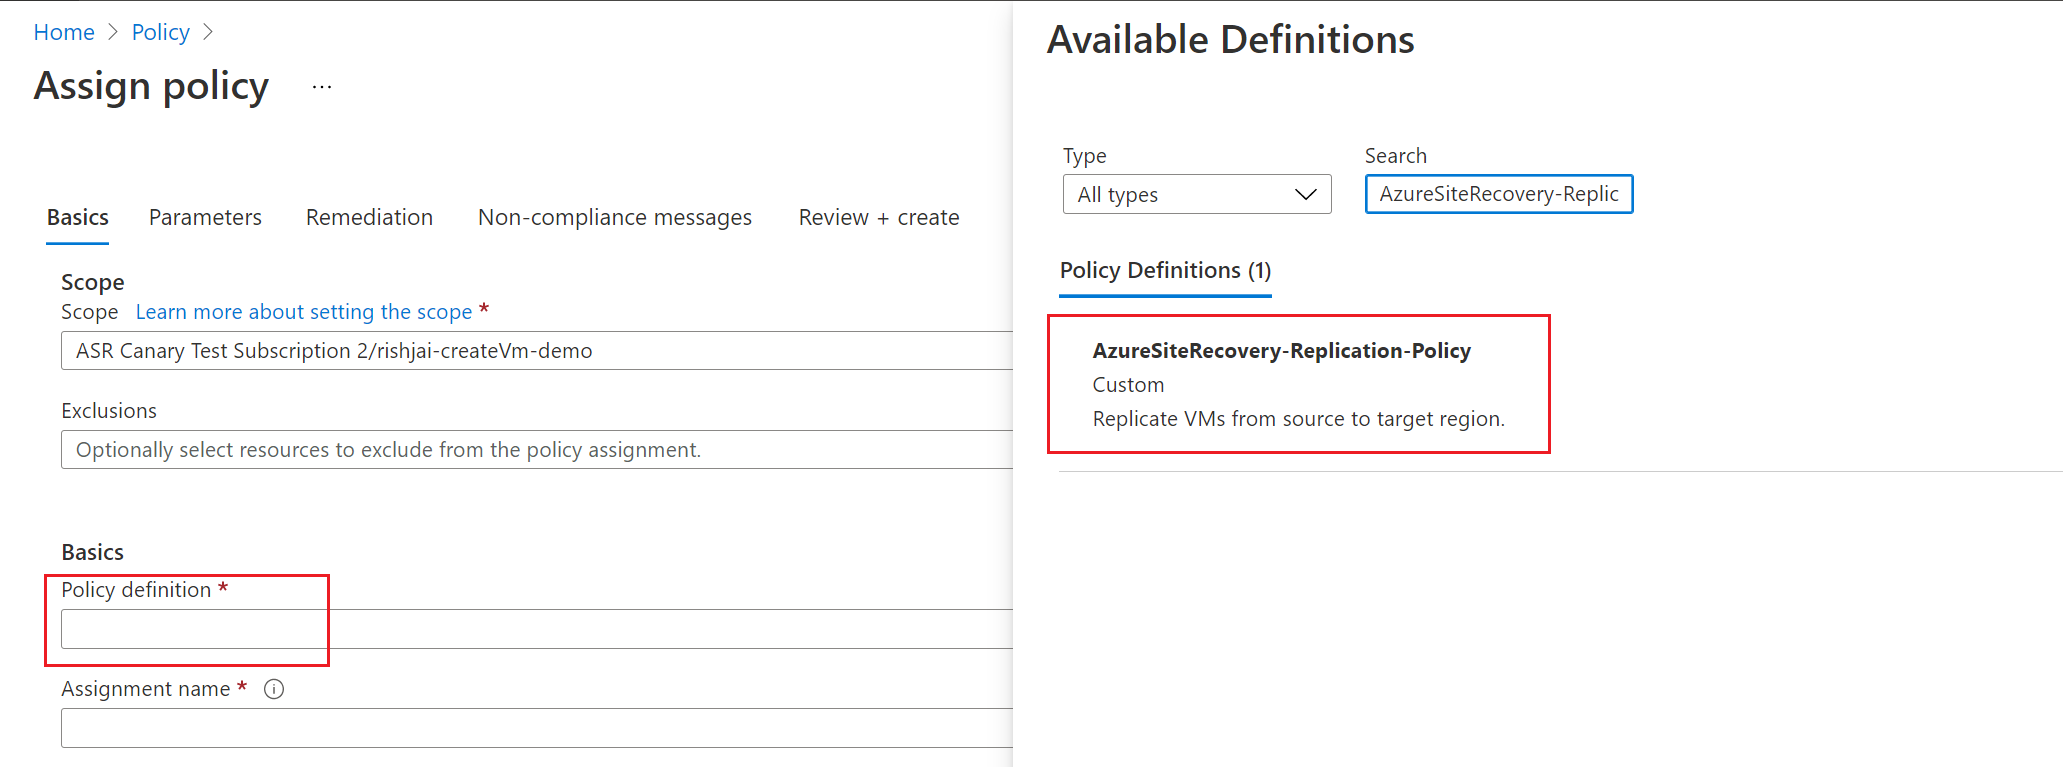 Home > Policy >
Assign policy ...
Basics Parameters Remediation Non-compliance messages Review + create
Scope
Scope Learn more about setting the scope *
ASR Canary Test Subscription 2/rishjai-createVm-demo
Exclusions
Optionally select resources to exclude from the policy assignment.
Basics
Policy definition *
Assignment name *
Available Definitions
Type
All types
Search
AzureSiteRecovery-Replic
Policy Definitions (1)
AzureSiteRecovery-Replication-Policy
Custom
Replicate VMs from source to target region.